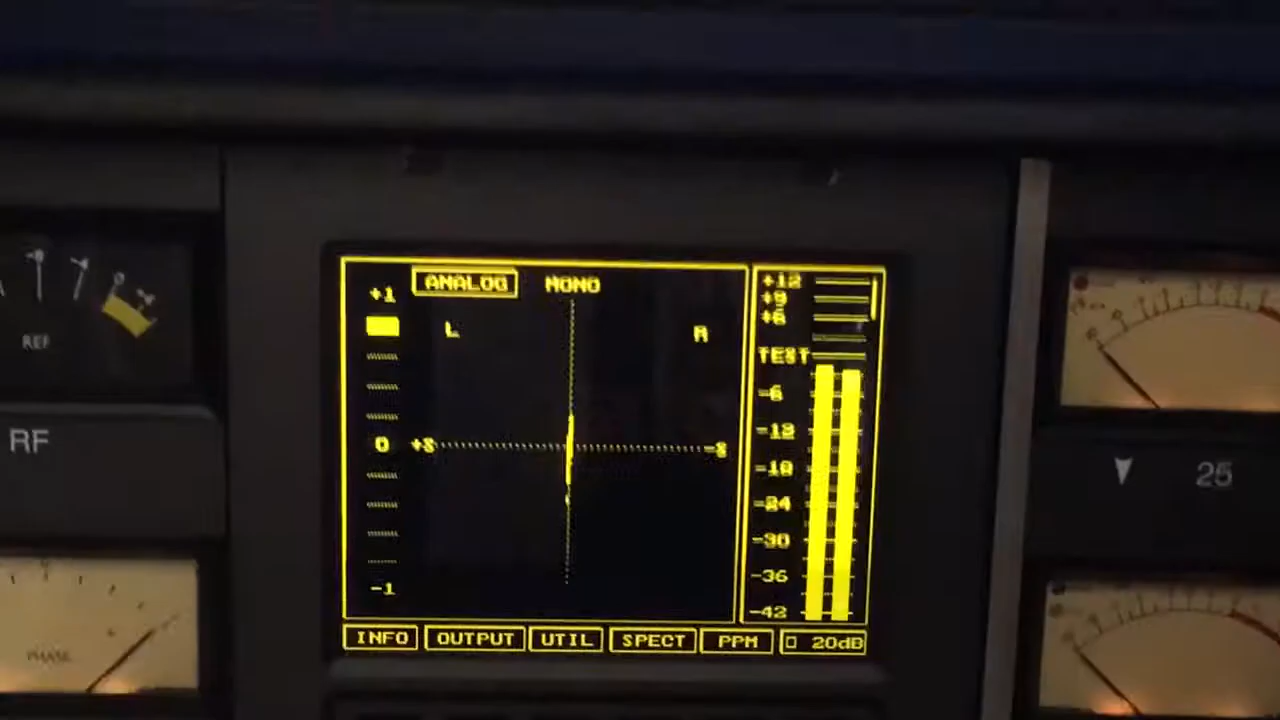 ANALOG MONO
+1
L R
0 +S -S
-1
+12
+9
+6
TEST
-6
-12
-18
-24
-30
-36
-42
INFO OUTPUT UTIL SPECT PPM 20dB
REF
RF
PHASE
25